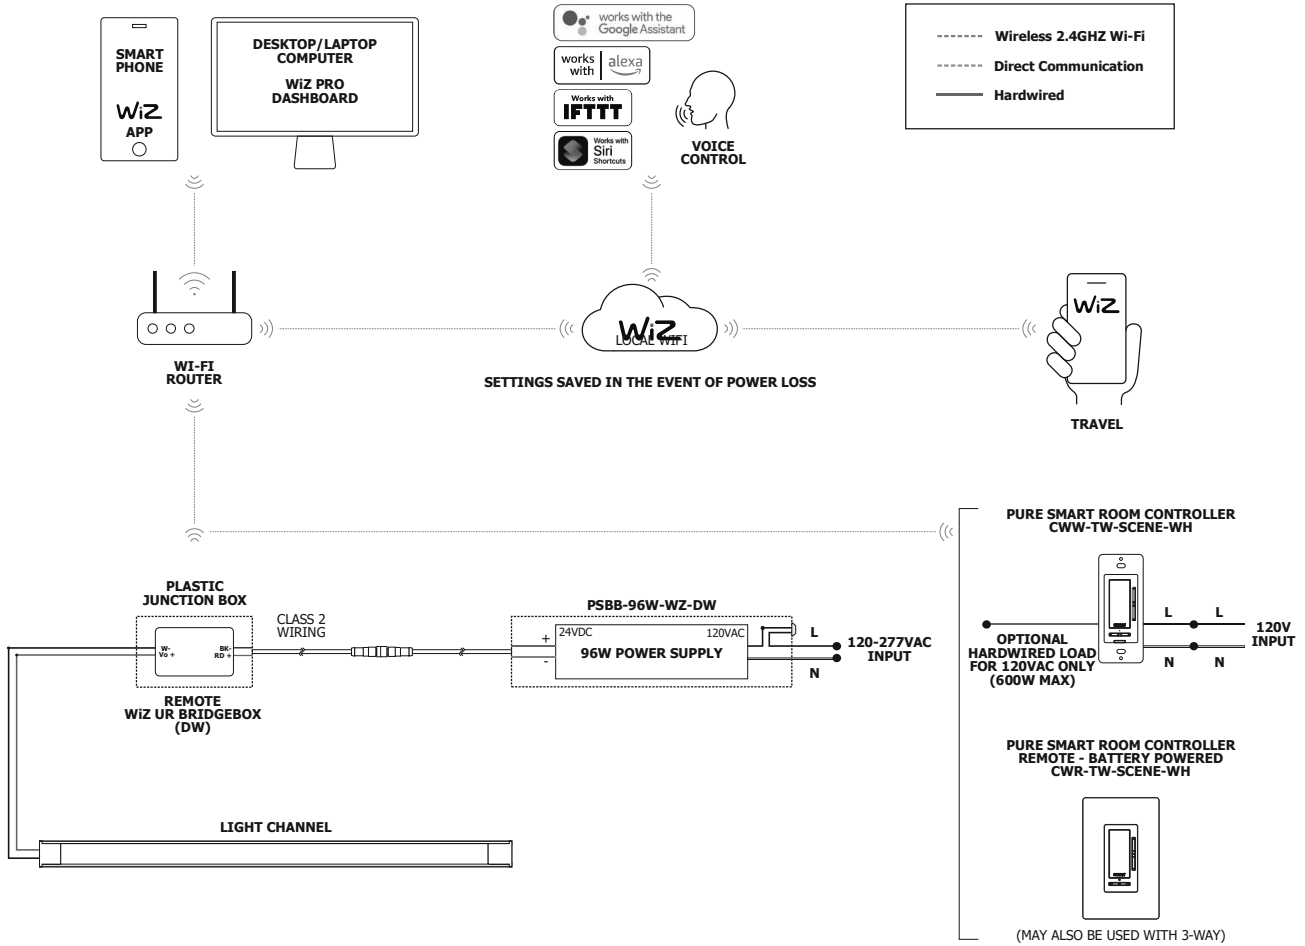 SMART
PHONE
WiZ
APP
DESKTOP/LAPTOP
COMPUTER
WiZ PRO
DASHBOARD
works with the
Google Assistant
works
with
alexa
Works with
IFTTT
Works with
Siri
Shortcuts
VOICE
CONTROL
Wireless 2.4GHZ Wi-Fi
Direct Communication
Hardwired
WI-FI
ROUTER
WiZ
LOCAL WIFI
SETTINGS SAVED IN THE EVENT OF POWER LOSS
WiZ
TRAVEL
PLASTIC
JUNCTION BOX
W-
Vo +
BK-
RD +
REMOTE
WiZ UR BRIDGEBOX
(DW)
CLASS 2
WIRING
PSBB-96W-WZ-DW
+
-
24VDC
120VAC
96W POWER SUPPLY
L
N
120-277VAC
INPUT
PURE SMART ROOM CONTROLLER
CWW-TW-SCENE-WH
OPTIONAL
HARDWIRED LOAD
FOR 120VAC ONLY
(600W MAX)
L L
N N
120V
INPUT
PURE SMART ROOM CONTROLLER
REMOTE - BATTERY POWERED
CWR-TW-SCENE-WH
(MAY ALSO BE USED WITH 3-WAY)
LIGHT CHANNEL